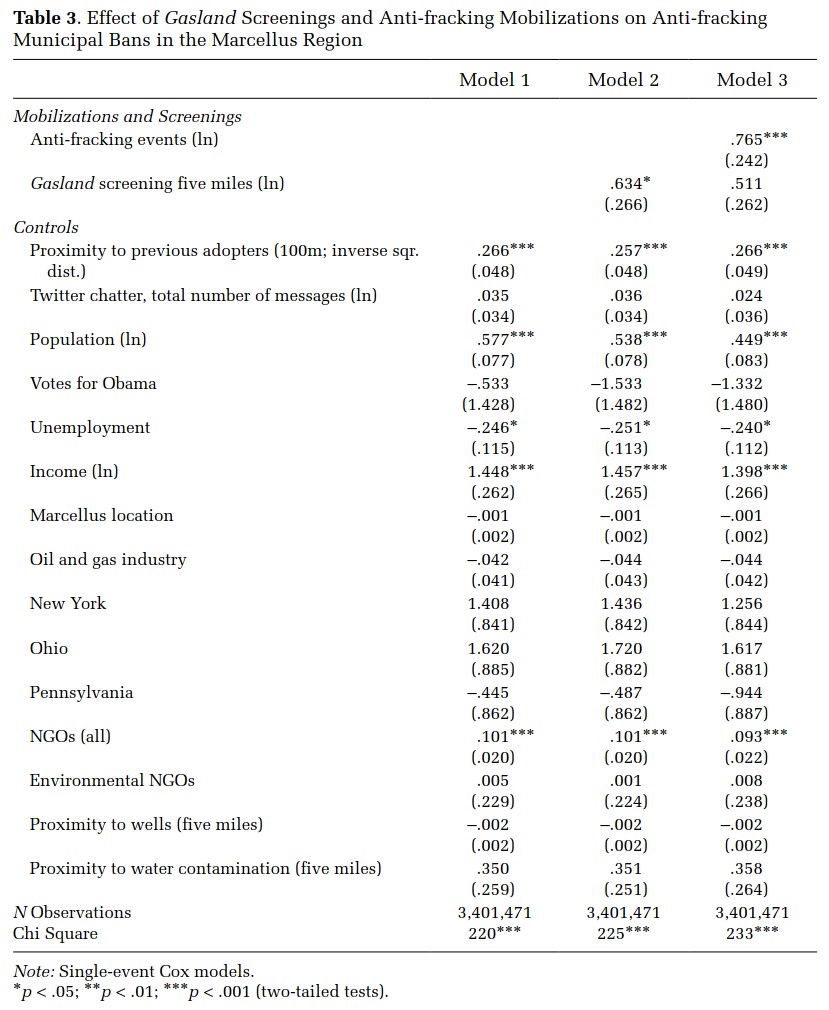 Table 3. Effect of Gasland Screenings and Anti-fracking Mobilizations on Anti-fracking
Municipal Bans in the Marcellus Region
Model 1 Model 2 Model 3
Mobilizations and Screenings
Anti-fracking events (ln) .765***
(.242)
Gasland screening five miles (ln) .634* .511
(.266) (.262)
Controls
Proximity to previous adopters (100m; inverse sqr. .266*** .257*** .266***
dist.) (.048) (.048) (.049)
Twitter chatter, total number of messages (ln) .035 .036 .024
(.034) (.034) (.036)
Population (ln) .577*** .538*** .449***
(.077) (.078) (.083)
Votes for Obama –.533 –1.533 –1.332
(1.428) (1.482) (1.480)
Unemployment –.246* –.251* –.240*
(.115) (.113) (.112)
Income (ln) 1.448*** 1.457*** 1.398***
(.262) (.265) (.266)
Marcellus location –.001 –.001 –.001
(.002) (.002) (.002)
Oil and gas industry –.042 –.044 –.044
(.041) (.043) (.042)
New York 1.408 1.436 1.256
(.841) (.842) (.844)
Ohio 1.620 1.720 1.617
(.885) (.882) (.881)
Pennsylvania –.445 –.487 –.944
(.862) (.862) (.887)
NGOs (all) .101*** .101*** .093***
(.020) (.020) (.022)
Environmental NGOs .005 .001 .008
(.229) (.224) (.238)
Proximity to wells (five miles) –.002 –.002 –.002
(.002) (.002) (.002)
Proximity to water contamination (five miles) .350 .351 .358
(.259) (.251) (.264)
N Observations 3,401,471 3,401,471 3,401,471
Chi Square 220*** 225*** 233***
Note: Single-event Cox models.
*p < .05; **p < .01; ***p < .001 (two-tailed tests).